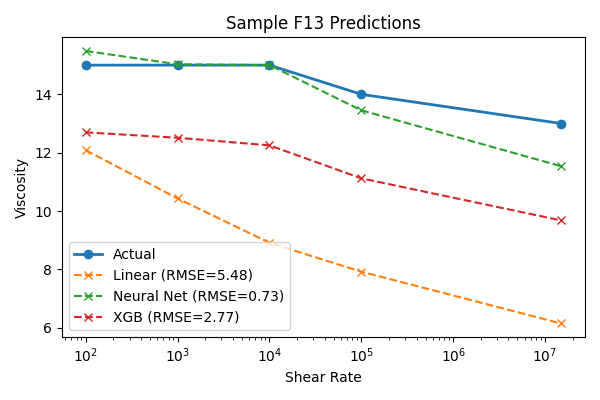 Sample F13 Predictions
Viscosity
14
12
10
8
6
Actual
Linear (RMSE=5.48)
Neural Net (RMSE=0.73)
XGB (RMSE=2.77)
10²
10³
10⁴
10⁵
10⁶
10⁷
Shear Rate